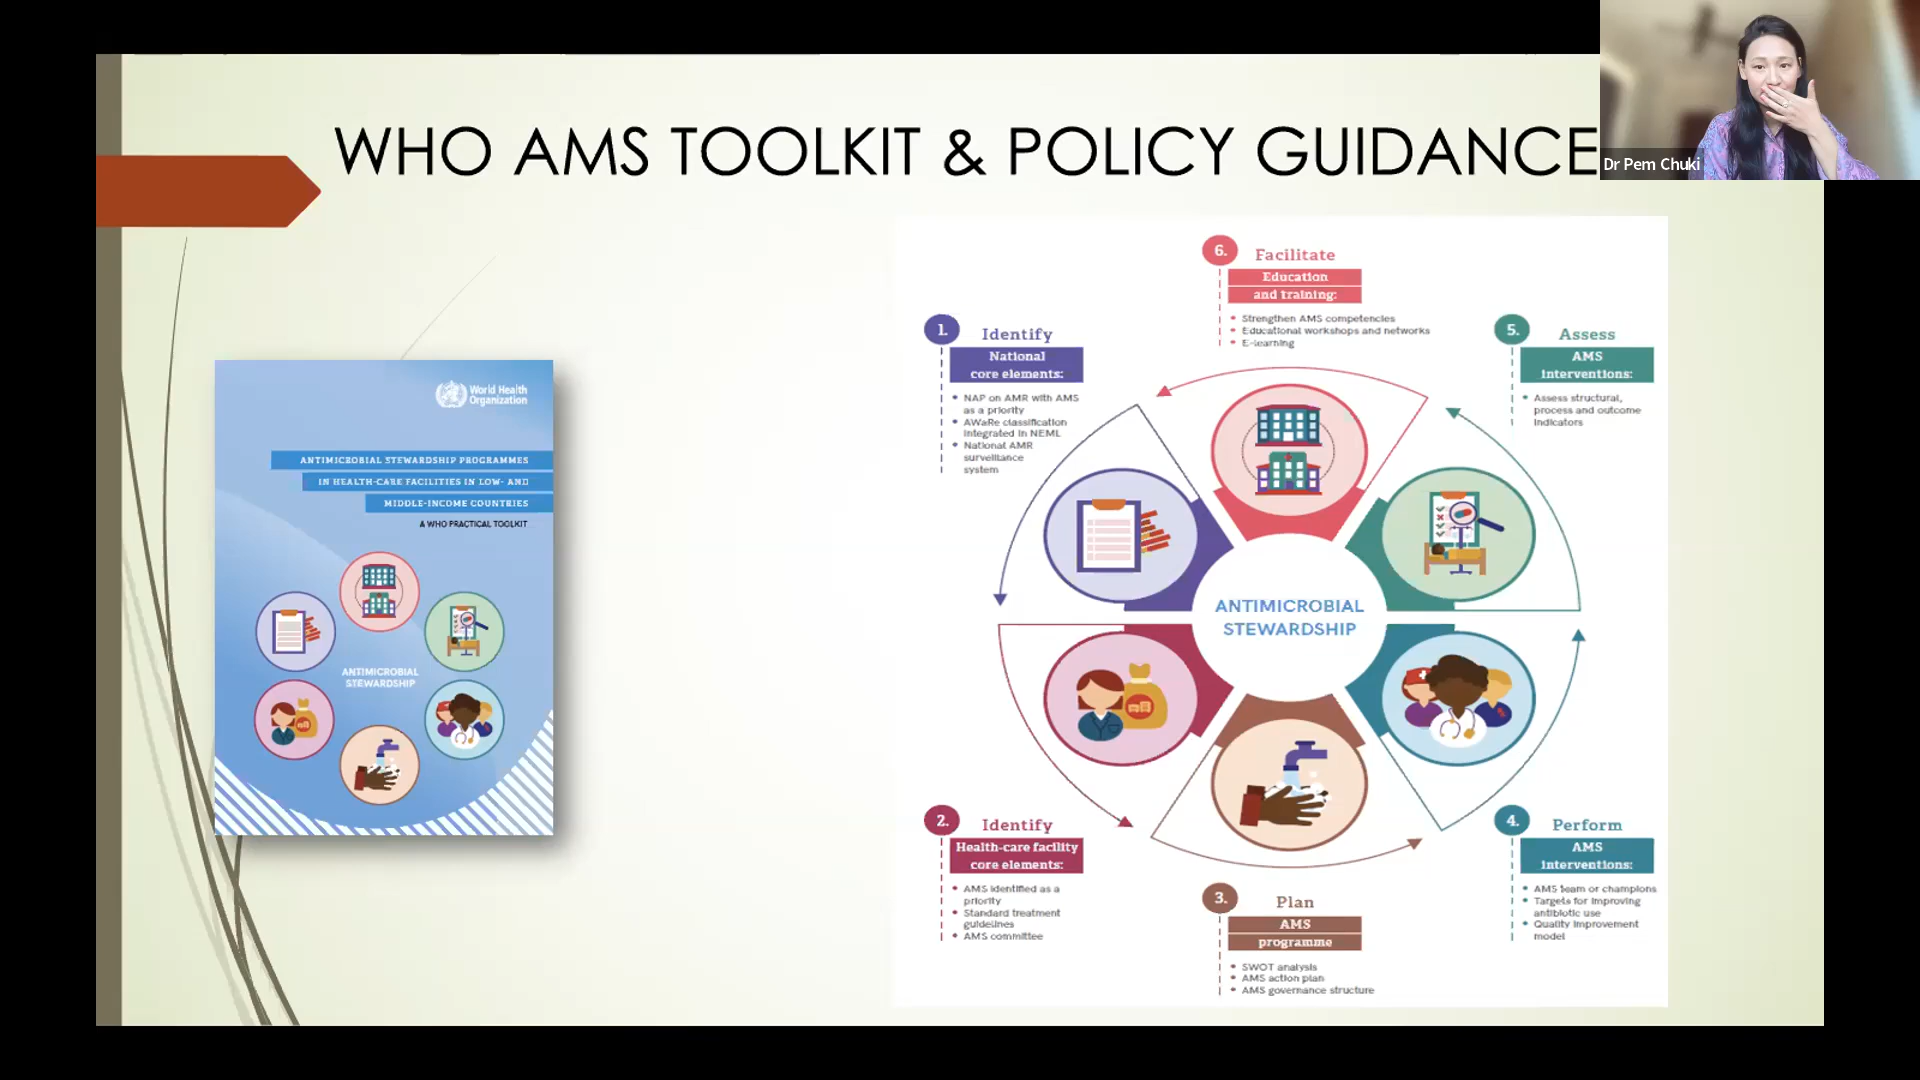 WHO AMS TOOLKIT & POLICY GUIDANCE
Dr Pem Chuki
World Health
Organization
ANTIMICROBIAL STEWARDSHIP PROGRAMMES
IN HEALTH-CARE FACILITIES IN LOW- AND
MIDDLE-INCOME COUNTRIES
A WHO PRACTICAL TOOLKIT
ANTIMICROBIAL
STEWARDSHIP
1. Identify
National
core elements:
• NAP on AMR with AMS
as a priority
• AWaRe classification
integrated in NEML
• National AMR
surveillance
system
2. Identify
Health-care facility
core elements:
• AMS identified as a
priority
• Standard treatment
guidelines
• AMS committee
3. Plan
AMS
programme
• SWOT analysis
• AMS action plan
• AMS governance structure
4. Perform
AMS
interventions:
• AMS team or champions
• Targets for improving
antibiotic use
• Quality improvement
model
5. Assess
AMS
interventions:
• Assess structural,
process and outcome
indicators
6. Facilitate
Education
and training:
• Strengthen AMS competencies
• Educational workshops and networks
• E-learning
ANTIMICROBIAL
STEWARDSHIP